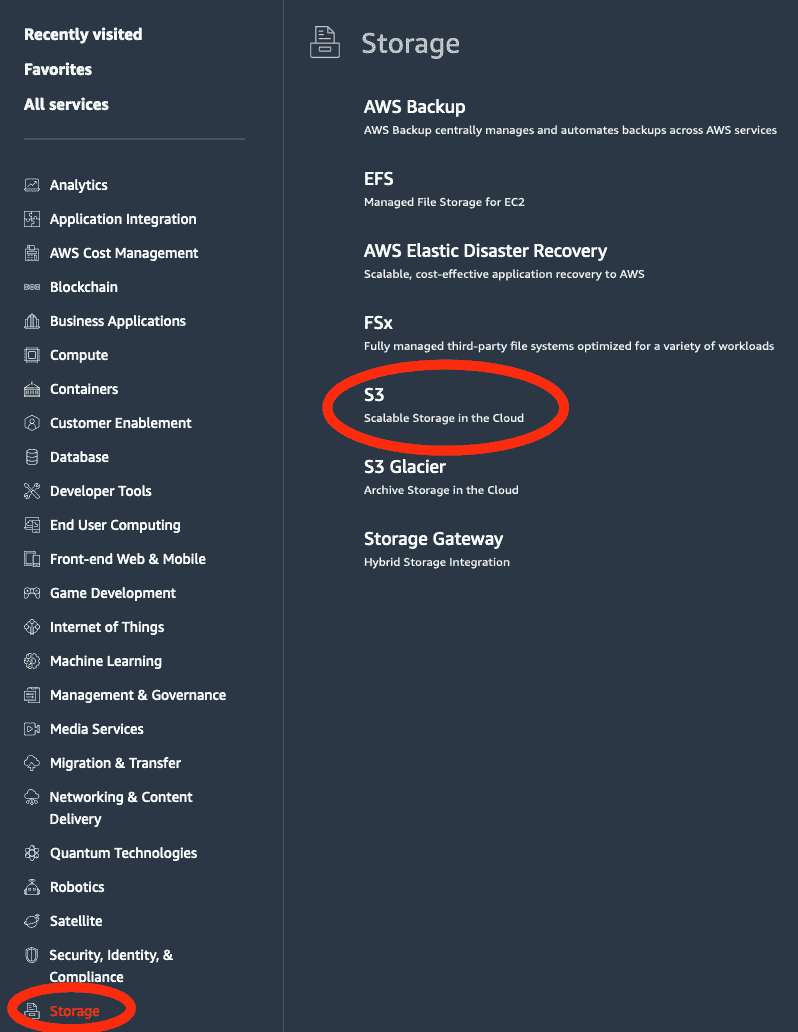 Recently visited
Favorites
All services
Analytics
Application Integration
AWS Cost Management
Blockchain
Business Applications
Compute
Containers
Customer Enablement
Database
Developer Tools
End User Computing
Front-end Web & Mobile
Game Development
Internet of Things
Machine Learning
Management & Governance
Media Services
Migration & Transfer
Networking & Content
Delivery
Quantum Technologies
Robotics
Satellite
Security, Identity, &
Compliance
Storage
Storage
AWS Backup
AWS Backup centrally manages and automates backups across AWS services
EFS
Managed File Storage for EC2
AWS Elastic Disaster Recovery
Scalable, cost-effective application recovery to AWS
FSx
Fully managed third-party file systems optimized for a variety of workloads
S3
Scalable Storage in the Cloud
S3 Glacier
Archive Storage in the Cloud
Storage Gateway
Hybrid Storage Integration